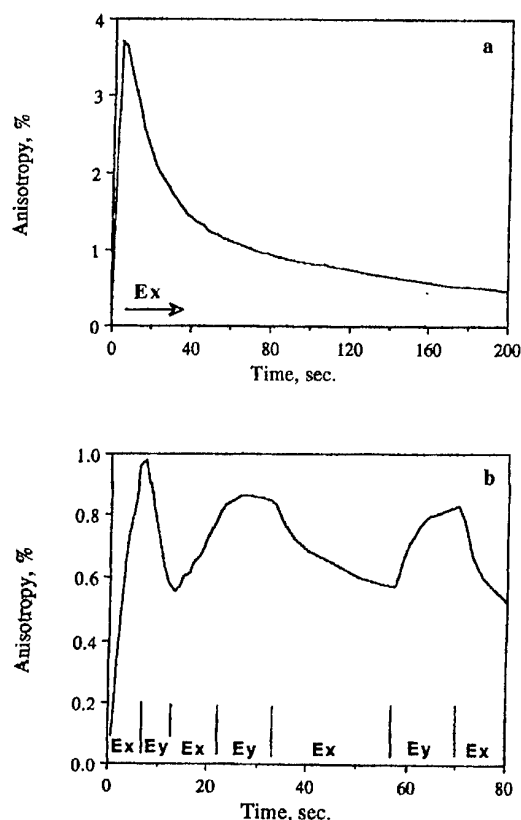 4
a
3
Anisotropy, %
2
1
Ex
0
0 40 80 120 160 200
Time, sec.
1.0
b
0.8
Anisotropy, %
0.6
0.4
0.2
Ex Ey Ex Ey Ex Ey Ex
0.0
0 20 40 60 80
Time, sec.